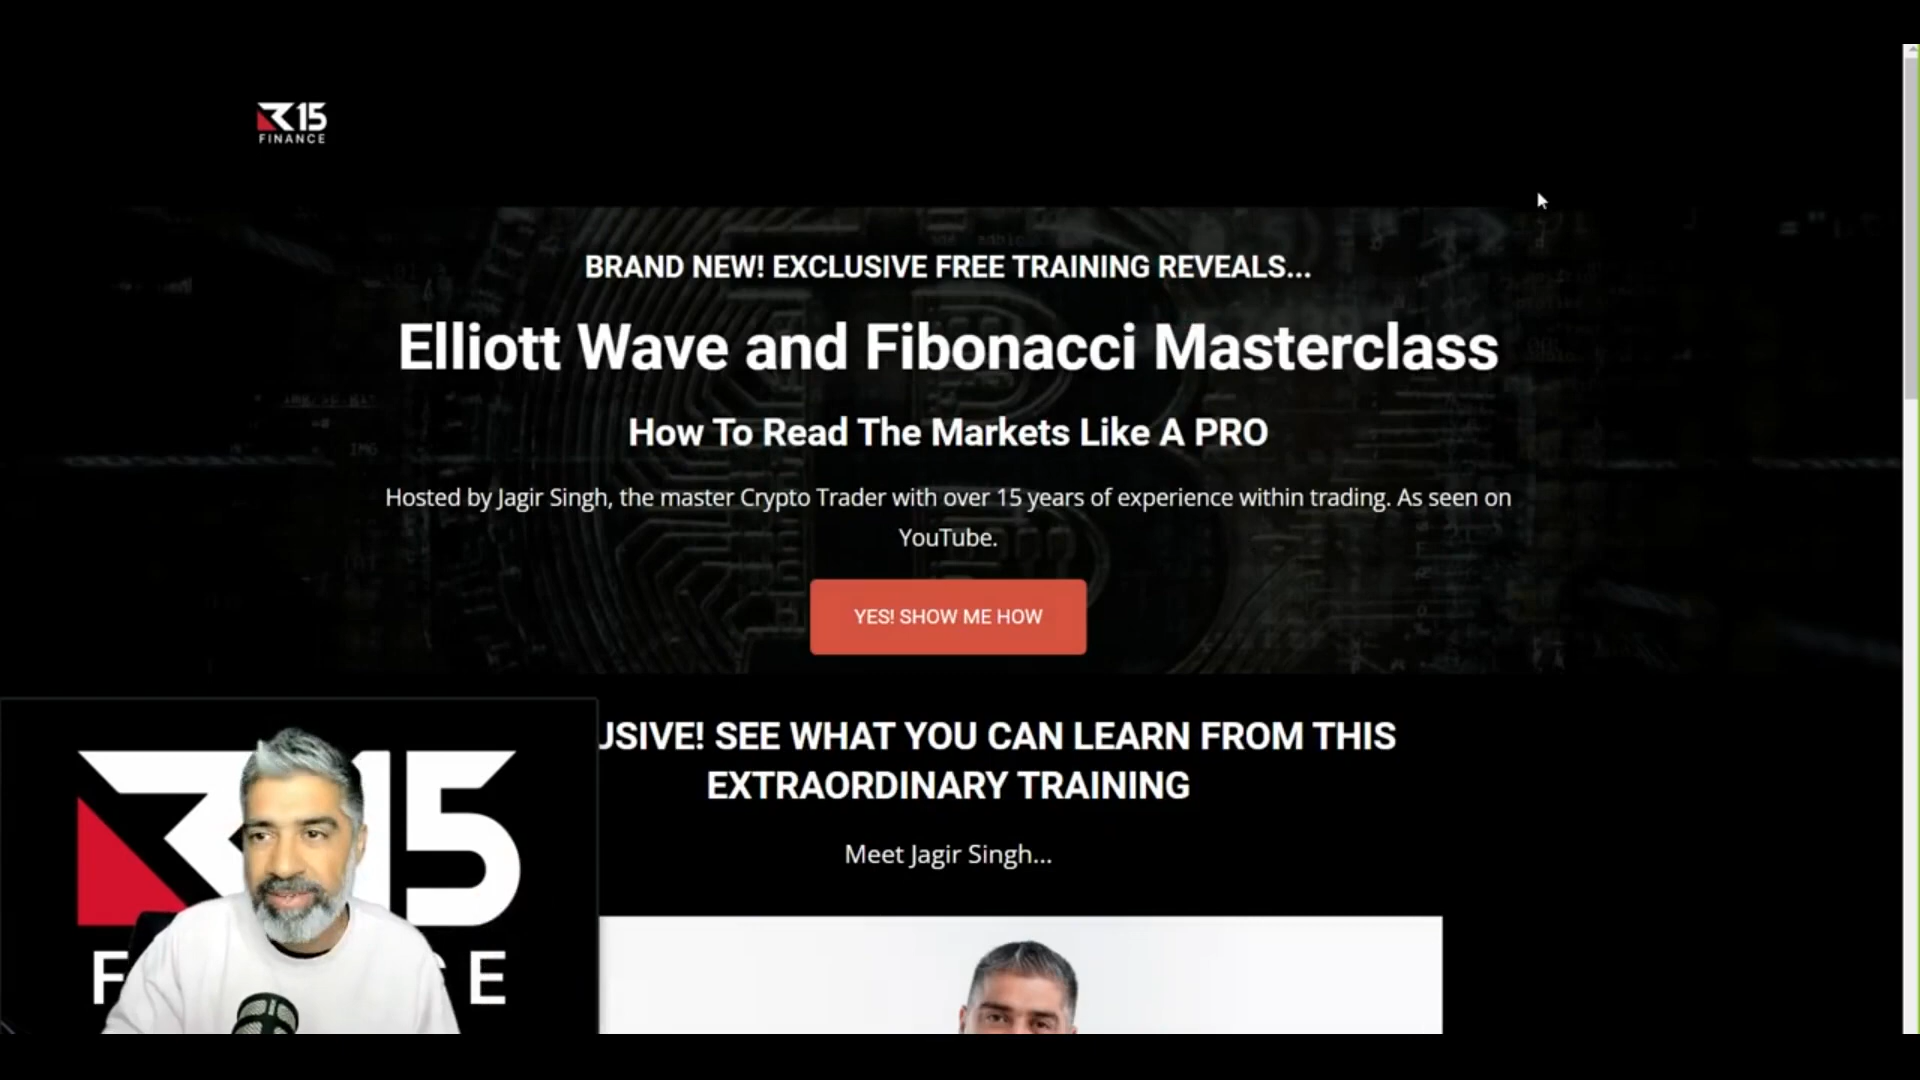 R15
FINANCE
BRAND NEW! EXCLUSIVE FREE TRAINING REVEALS...
Elliott Wave and Fibonacci Masterclass
How To Read The Markets Like A PRO
Hosted by Jagir Singh, the master Crypto Trader with over 15 years of experience within trading. As seen on
YouTube.
YES! SHOW ME HOW
USIVE! SEE WHAT YOU CAN LEARN FROM THIS
EXTRAORDINARY TRAINING
Meet Jagir Singh...
R15
F E